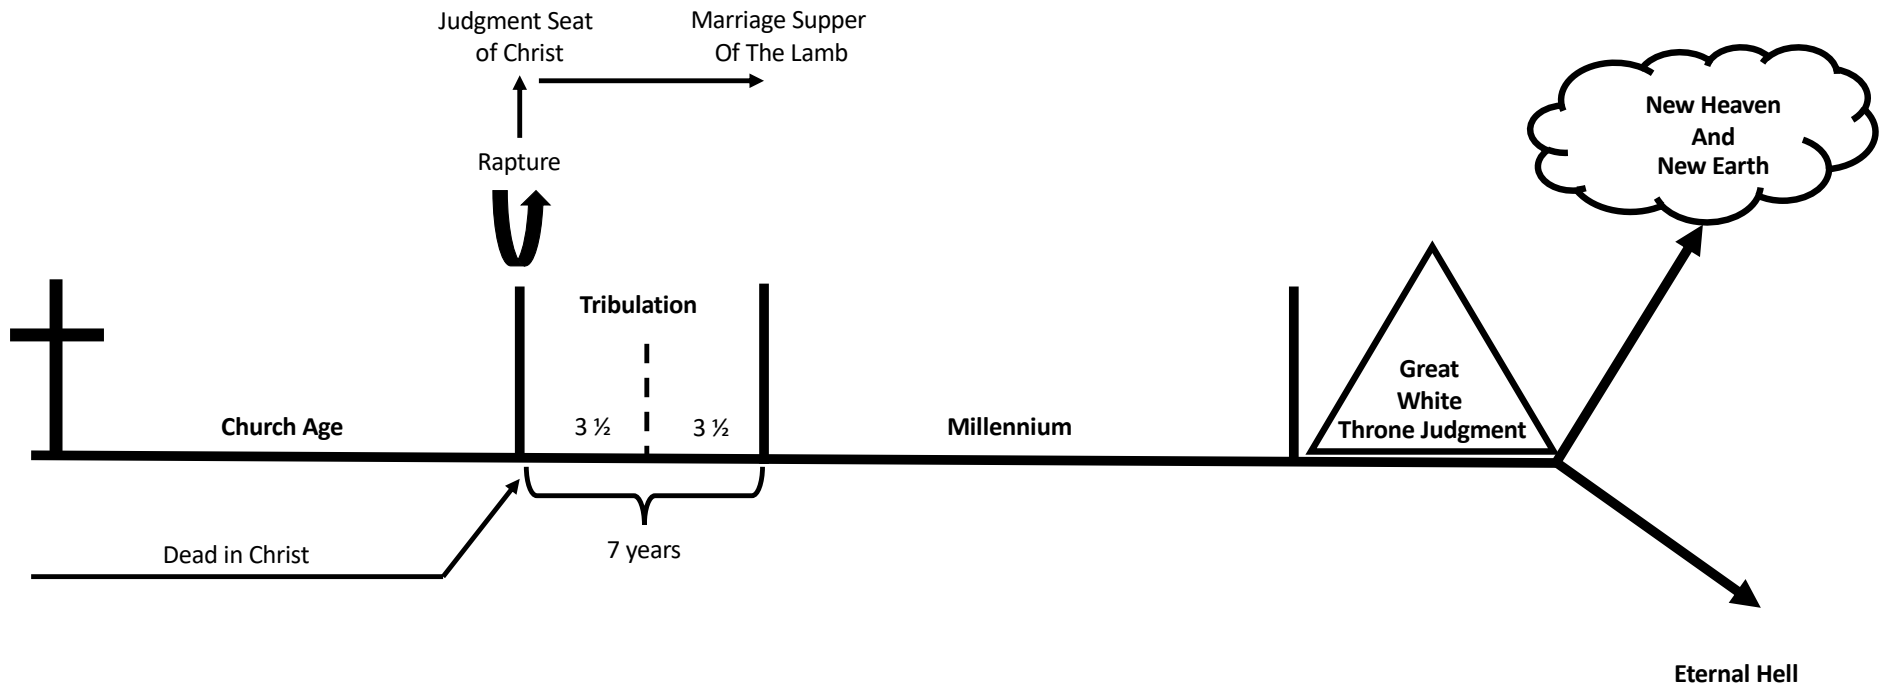 Judgment Seat
of Christ
Marriage Supper
Of The Lamb
Rapture
New Heaven
And
New Earth
Tribulation
Great
White
Throne Judgment
Church Age
3 ½
3 ½
Millennium
Dead in Christ
7 years
Eternal Hell